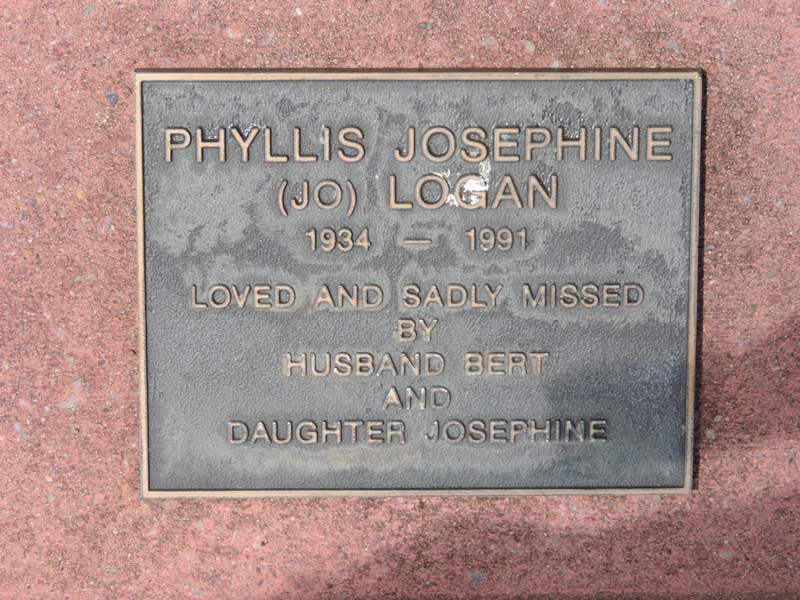 PHYLLIS JOSEPHINE
(JO) LOGAN
1934 — 1991
LOVED AND SADLY MISSED
BY
HUSBAND BERT
AND
DAUGHTER JOSEPHINE